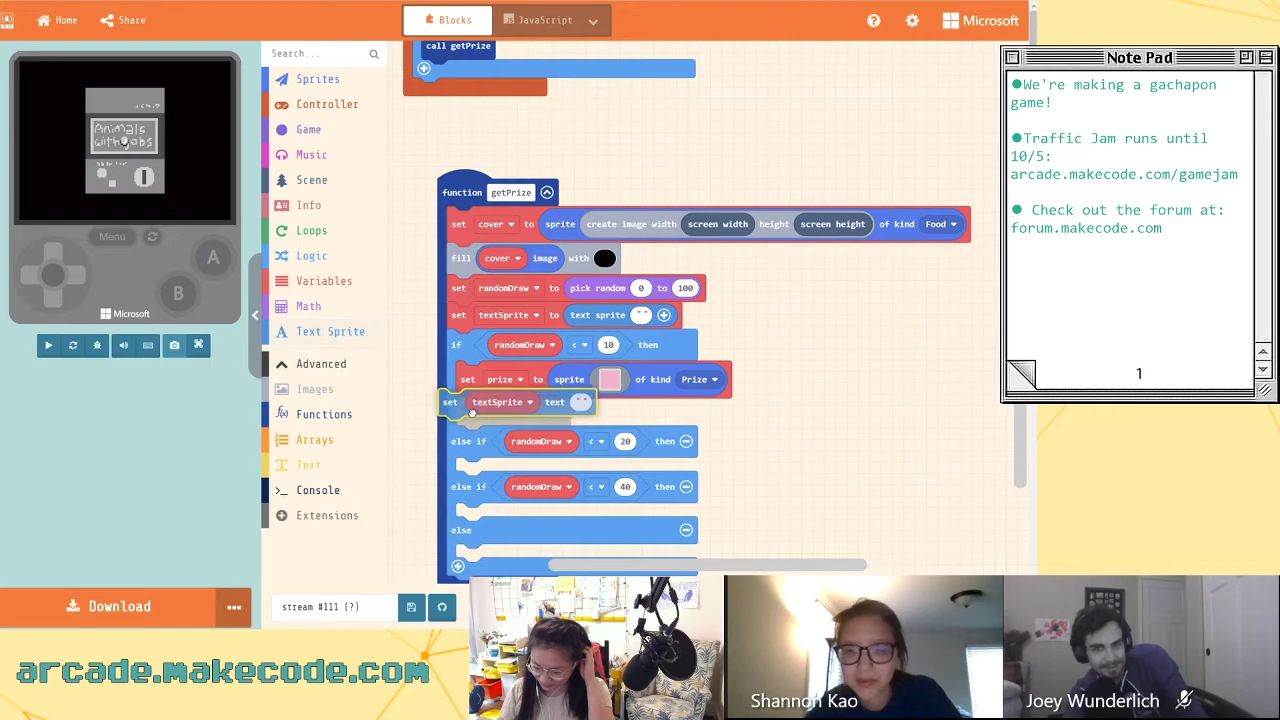 Home
Share
Blocks
JavaScript
Microsoft
Animals
with Jobs
Menu
A
B
Microsoft
Search...
Sprites
Controller
Game
Music
Scene
Info
Loops
Logic
Variables
Math
Text Sprite
Advanced
Images
Functions
Arrays
Text
Console
Extensions
call getPrize
function getPrize
set cover to sprite create image width screen width height screen height of kind Food
fill cover image with
set randomDraw to pick random 0 to 100
set textSprite to text sprite " "
if randomDraw < 10 then
set prize to sprite of kind Prize
set textSprite text " "
else if randomDraw < 20 then
else if randomDraw < 40 then
else
Note Pad
●We're making a gachapon
game!
●Traffic Jam runs until
10/5:
arcade.makecode.com/gamejam
● Check out the forum at:
forum.makecode.com
1
Download
stream #111 (?)
arcade.makecode.com
Shannon Kao
Joey Wunderlich